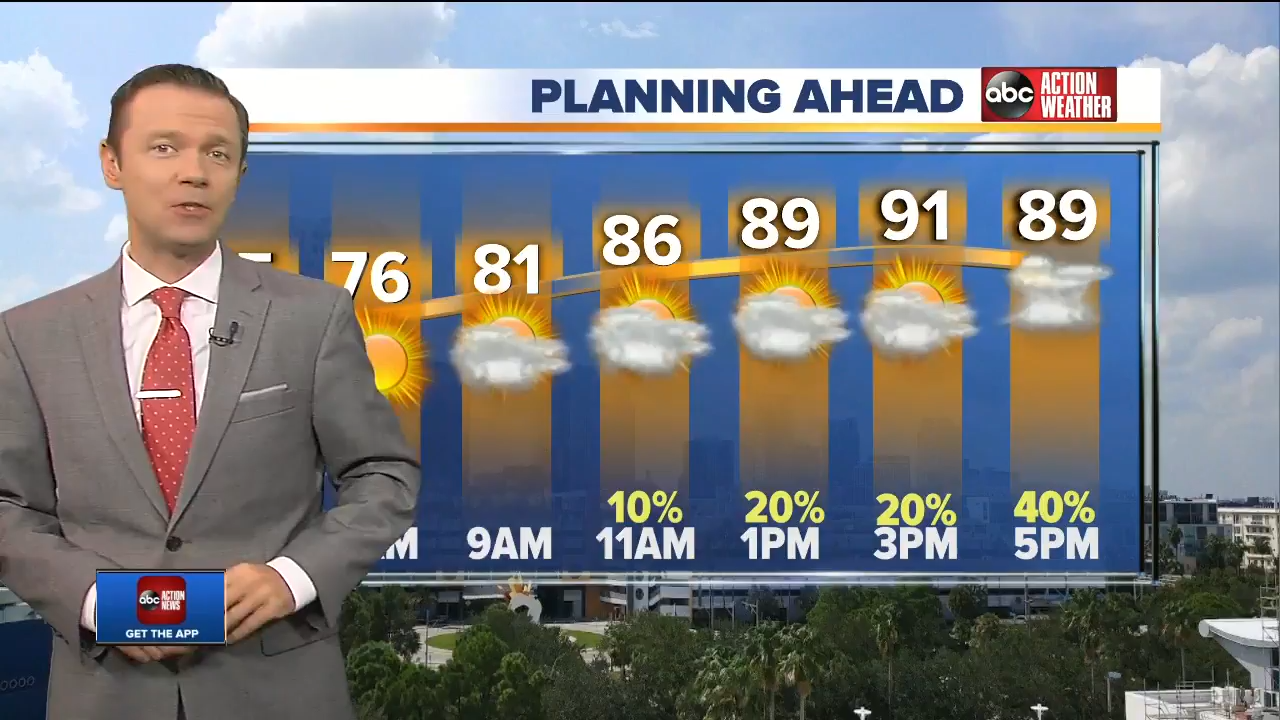 PLANNING AHEAD
abc ACTION
WEATHER
76 81 86 89 91 89
10% 20% 20% 40%
9AM 11AM 1PM 3PM 5PM
abc ACTION
NEWS
GET THE APP